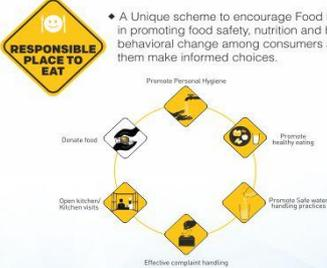 RESPONSIBLE
PLACE TO
EAT
◆ A Unique scheme to encourage Food
in promoting food safety, nutrition and
behavioral change among consumers
them make informed choices.
Promote Personal Hygiene
Donate food
Promote
healthy eating
Open kitchen/
Kitchen visits
Promote Safe water
handling practices
Effective complaint handling